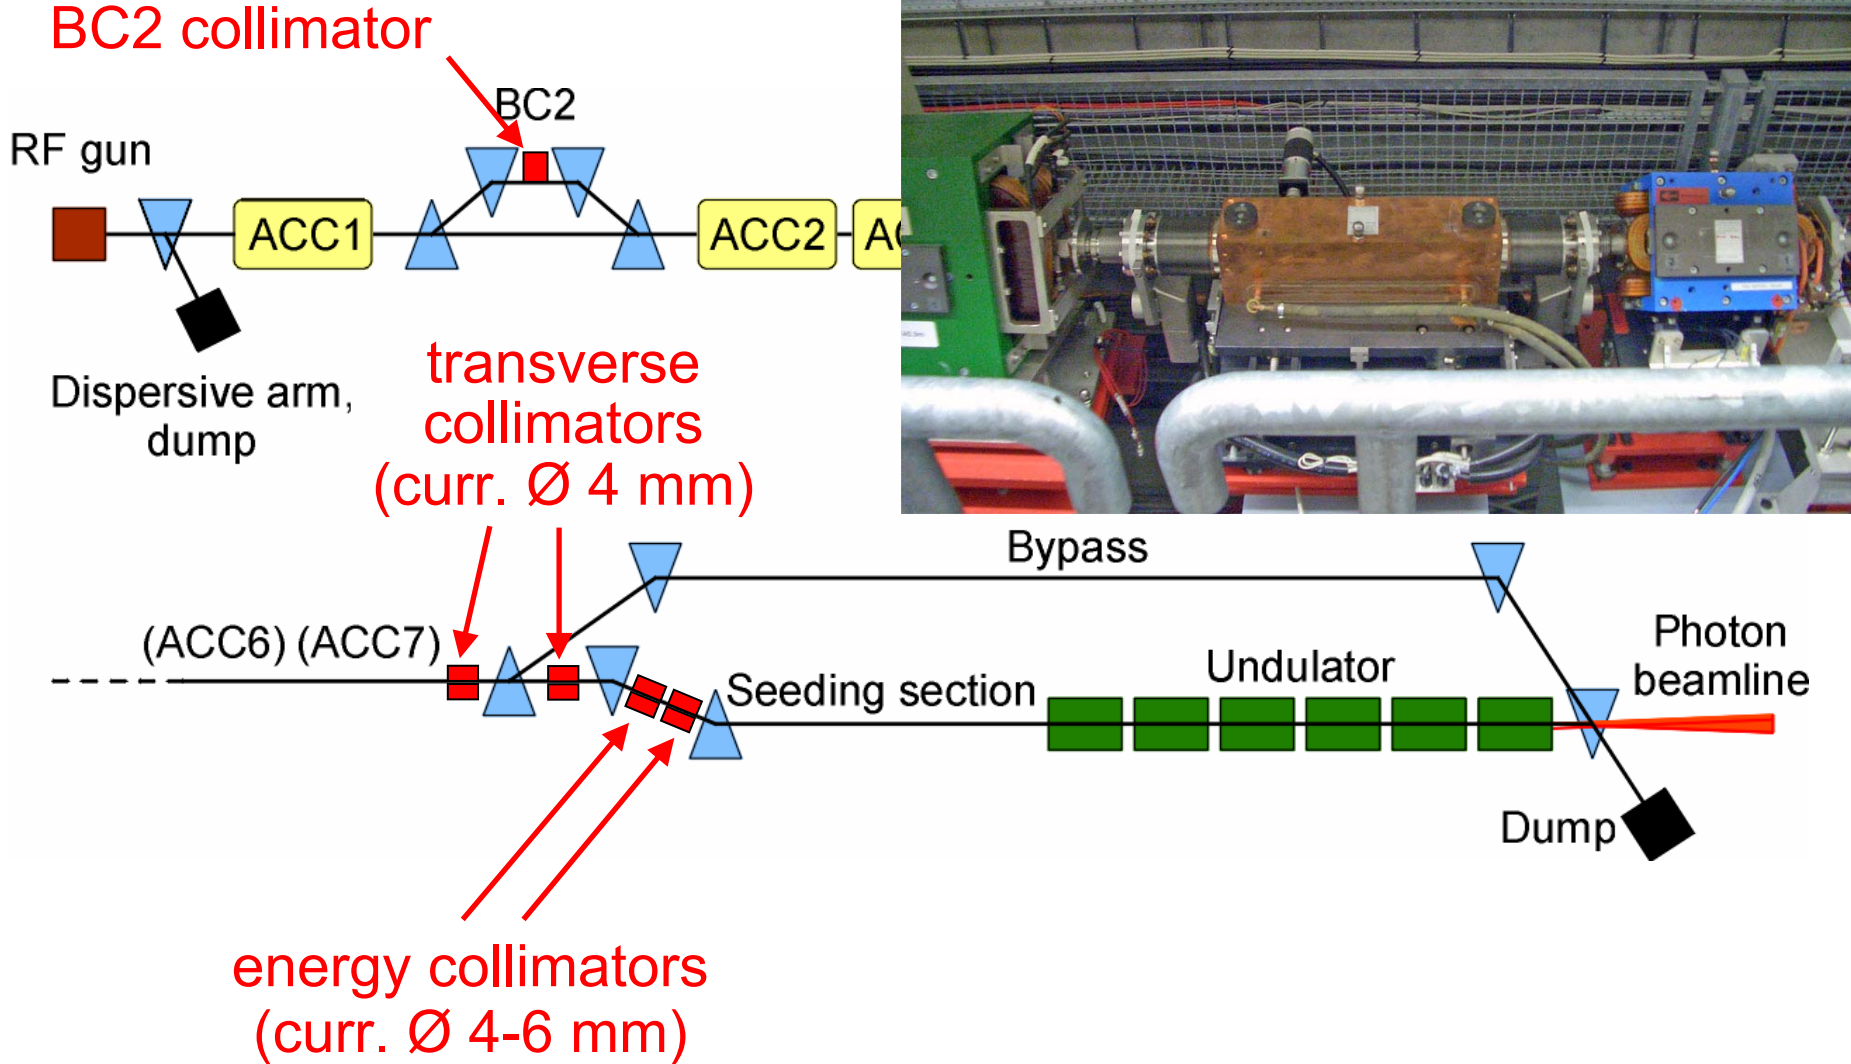 BC2 collimator
BC2
RF gun
ACC1
ACC2
Dispersive arm,
dump
transverse
collimators
(curr. Ø 4 mm)
Bypass
(ACC6) (ACC7)
Seeding section
Undulator
Photon
beamline
Dump
energy collimators
(curr. Ø 4-6 mm)